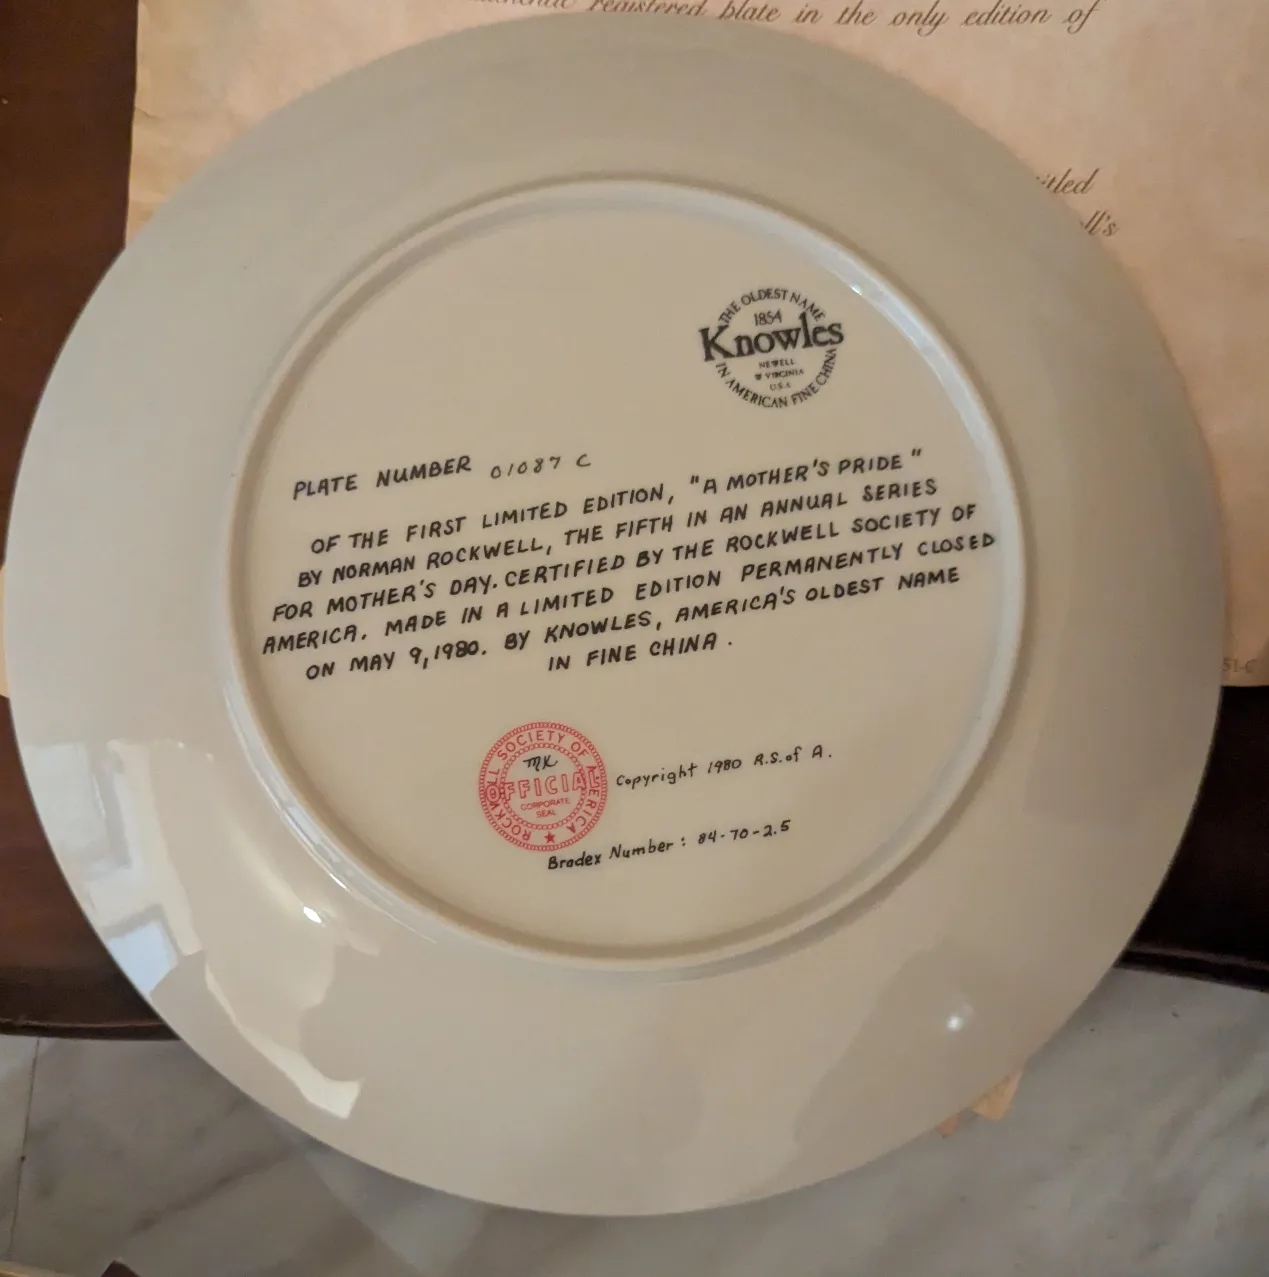 registered plate in the only edition of
THE OLDEST NAME
1854
Knowles
NEWELL
W VIRGINIA
U.S.A
IN AMERICAN FINE CHINA
PLATE NUMBER 01087 C
OF THE FIRST LIMITED EDITION, "A MOTHER'S PRIDE"
BY NORMAN ROCKWELL, THE FIFTH IN AN ANNUAL SERIES
FOR MOTHER'S DAY. CERTIFIED BY THE ROCKWELL SOCIETY OF
AMERICA. MADE IN A LIMITED EDITION PERMANENTLY CLOSED
ON MAY 9, 1980. BY KNOWLES, AMERICA'S OLDEST NAME
IN FINE CHINA.
ROCKWELL SOCIETY OF AMERICA
MK
OFFICIAL
CORPORATE
SEAL
Copyright 1980 R.S. of A.
Bradex Number: 84-70-2.5